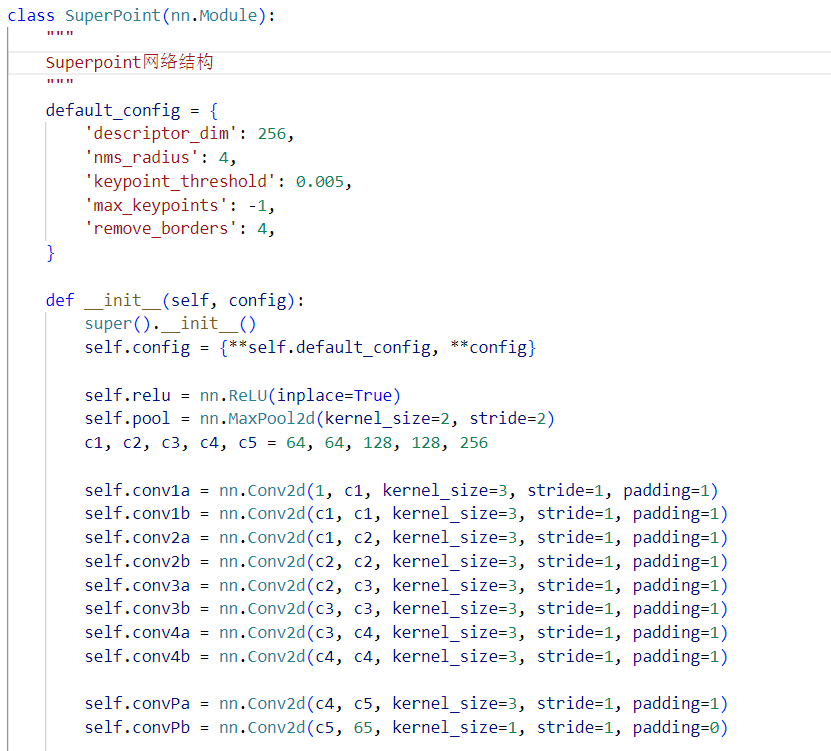 class SuperPoint(nn.Module):
    """
    Superpoint网络结构
    """
    default_config = {
        'descriptor_dim': 256,
        'nms_radius': 4,
        'keypoint_threshold': 0.005,
        'max_keypoints': -1,
        'remove_borders': 4,
    }
    def __init__(self, config):
        super().__init__()
        self.config = {**self.default_config, **config}
        self.relu = nn.ReLU(inplace=True)
        self.pool = nn.MaxPool2d(kernel_size=2, stride=2)
        c1, c2, c3, c4, c5 = 64, 64, 128, 128, 256
        self.conv1a = nn.Conv2d(1, c1, kernel_size=3, stride=1, padding=1)
        self.conv1b = nn.Conv2d(c1, c1, kernel_size=3, stride=1, padding=1)
        self.conv2a = nn.Conv2d(c1, c2, kernel_size=3, stride=1, padding=1)
        self.conv2b = nn.Conv2d(c2, c2, kernel_size=3, stride=1, padding=1)
        self.conv3a = nn.Conv2d(c2, c3, kernel_size=3, stride=1, padding=1)
        self.conv3b = nn.Conv2d(c3, c3, kernel_size=3, stride=1, padding=1)
        self.conv4a = nn.Conv2d(c3, c4, kernel_size=3, stride=1, padding=1)
        self.conv4b = nn.Conv2d(c4, c4, kernel_size=3, stride=1, padding=1)
        self.convPa = nn.Conv2d(c4, c5, kernel_size=3, stride=1, padding=1)
        self.convPb = nn.Conv2d(c5, 65, kernel_size=1, stride=1, padding=0)